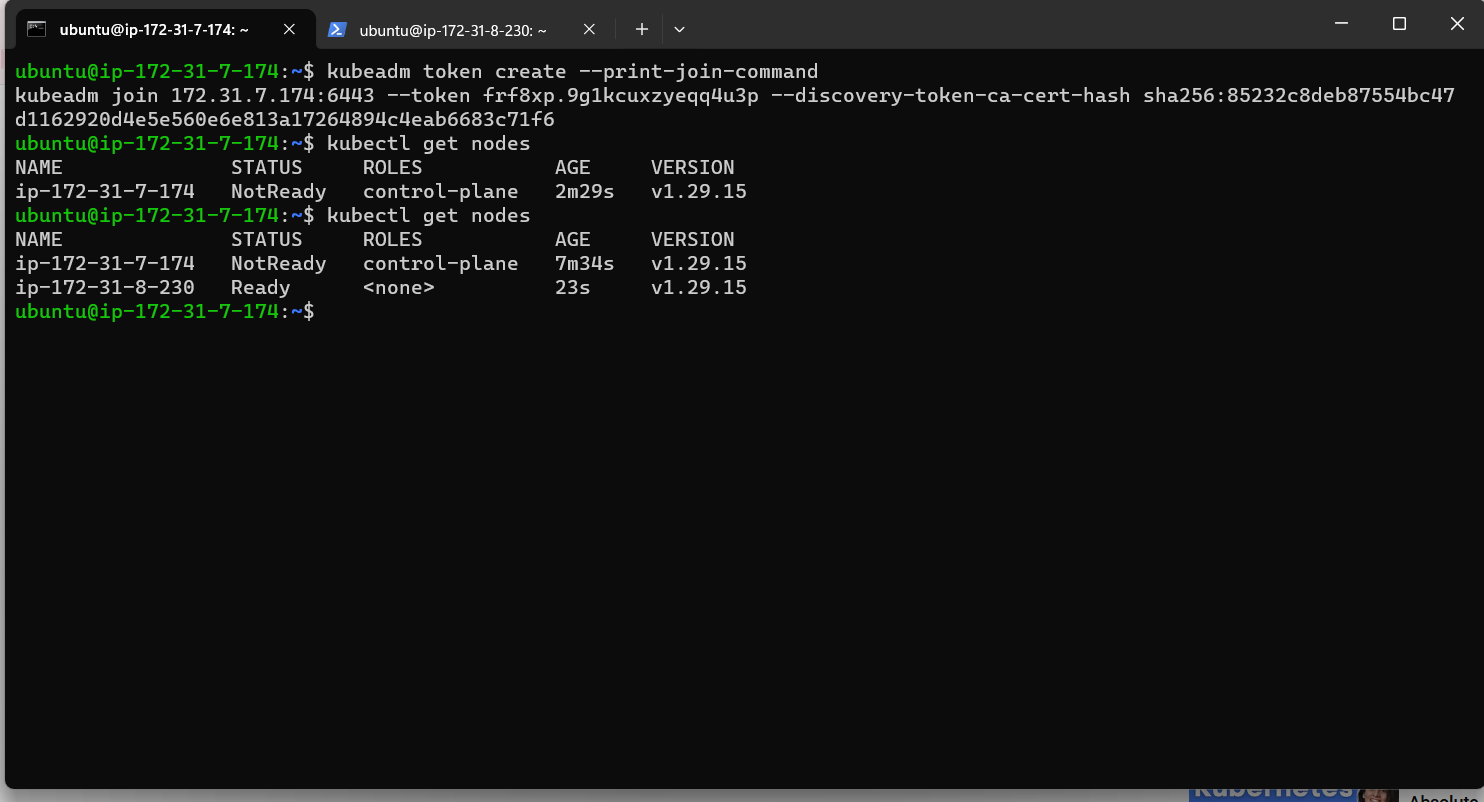 ubuntu@ip-172-31-7-174: ~
ubuntu@ip-172-31-8-230: ~
ubuntu@ip-172-31-7-174:~$ kubeadm token create --print-join-command
kubeadm join 172.31.7.174:6443 --token frf8xp.9g1kcuxzyeqq4u3p --discovery-token-ca-cert-hash sha256:85232c8deb87554bc47
d1162920d4e5e560e6e813a17264894c4eab6683c71f6
ubuntu@ip-172-31-7-174:~$ kubectl get nodes
NAME STATUS ROLES AGE VERSION
ip-172-31-7-174 NotReady control-plane 2m29s v1.29.15
ubuntu@ip-172-31-7-174:~$ kubectl get nodes
NAME STATUS ROLES AGE VERSION
ip-172-31-7-174 NotReady control-plane 7m34s v1.29.15
ip-172-31-8-230 Ready <none> 23s v1.29.15
ubuntu@ip-172-31-7-174:~$
Kubernetes
Absolute